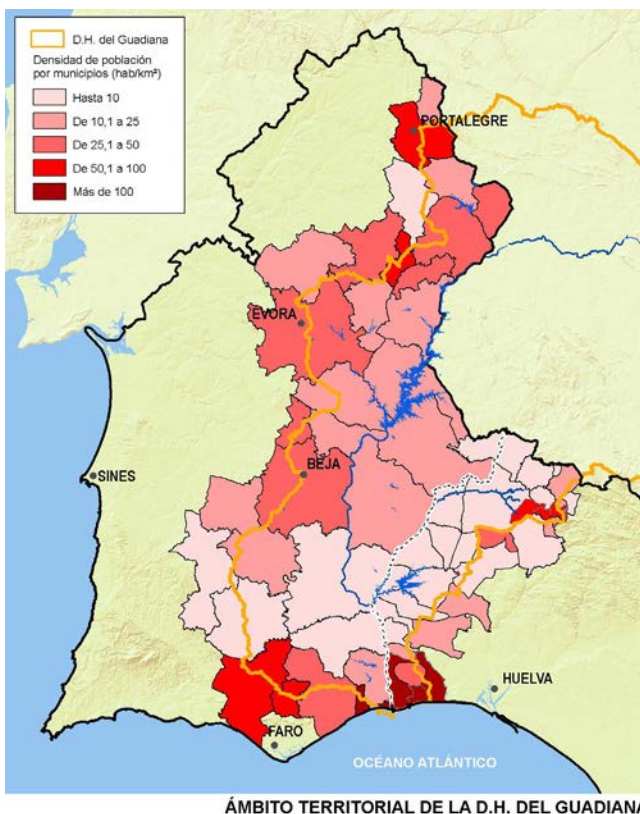 D.H. del Guadiana
Densidad de población
por municipios (hab/km²)
Hasta 10
De 10,1 a 25
De 25,1 a 50
De 50,1 a 100
Más de 100
PORTALEGRE
EVORA
BEJA
SINES
HUELVA
FARO
OCÉANO ATLÁNTICO
ÁMBITO TERRITORIAL DE LA D.H. DEL GUADIANA